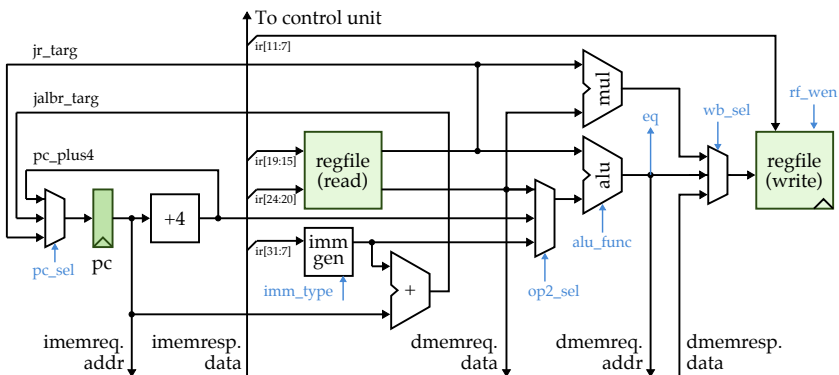 To control unit
ir[11:7]
jr_targ
mul
rf_wen
jalbr_targ
eq
wb_sel
pc_plus4
ir[19:15]
regfile
(read)
alu
regfile
(write)
ir[24:20]
+4
imm
gen
ir[31:7]
alu_func
pc_sel
pc
imm_type
+
op2_sel
imemreq.
addr
imemresp.
data
dmemreq.
data
dmemreq.
addr
dmemresp.
data